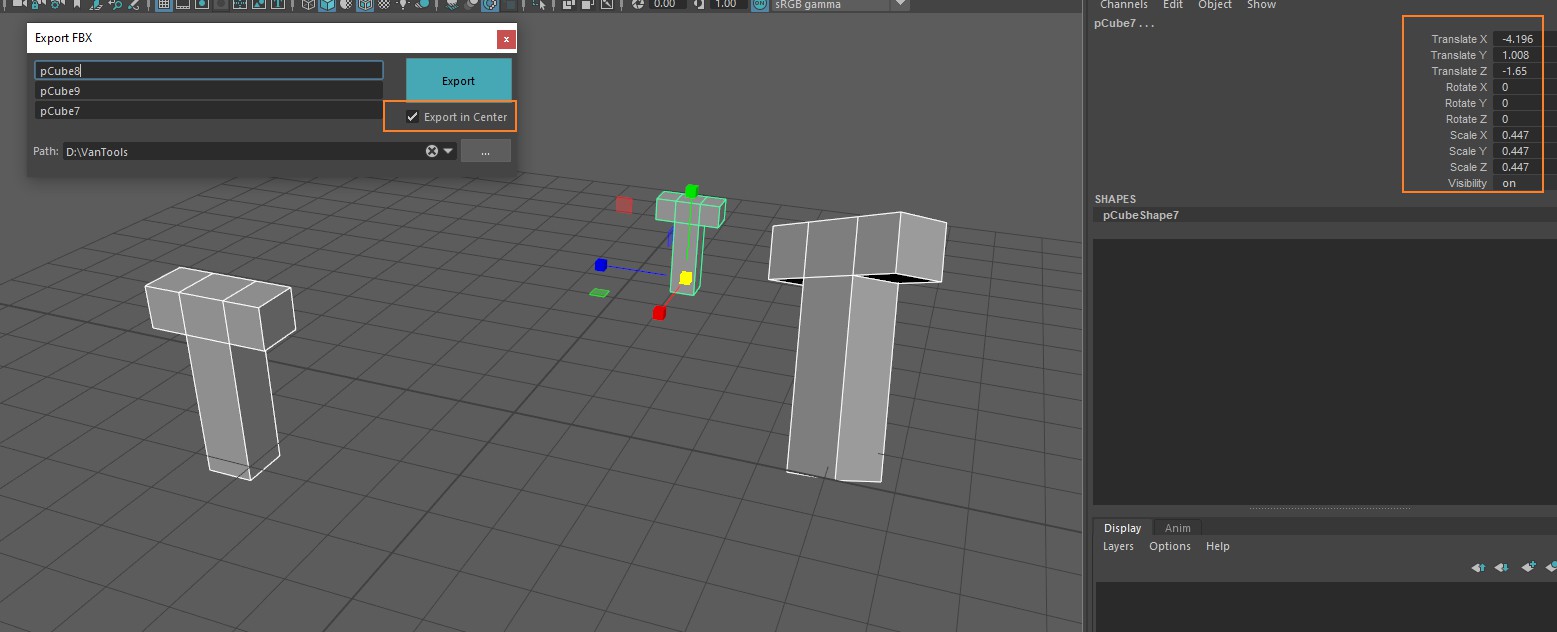 0.00 1.00 sRGB gamma
Export FBX
x
pCube8
pCube9
pCube7
Export
Export in Center
Path: D:\VanTools
...
Channels Edit Object Show
pCube7 . . .
Translate X -4.196
Translate Y 1.008
Translate Z -1.65
Rotate X 0
Rotate Y 0
Rotate Z 0
Scale X 0.447
Scale Y 0.447
Scale Z 0.447
Visibility on
SHAPES
pCubeShape7
Display Anim
Layers Options Help